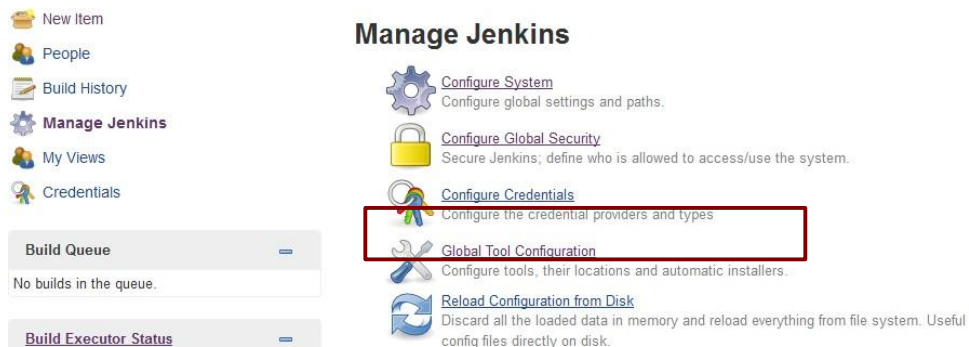 New Item
People
Build History
Manage Jenkins
My Views
Credentials
Build Queue
No builds in the queue.
Build Executor Status
Manage Jenkins
Configure System
Configure global settings and paths.
Configure Global Security
Secure Jenkins; define who is allowed to access/use the system.
Configure Credentials
Configure the credential providers and types
Global Tool Configuration
Configure tools, their locations and automatic installers.
Reload Configuration from Disk
Discard all the loaded data in memory and reload everything from file system. Useful
config files directly on disk.